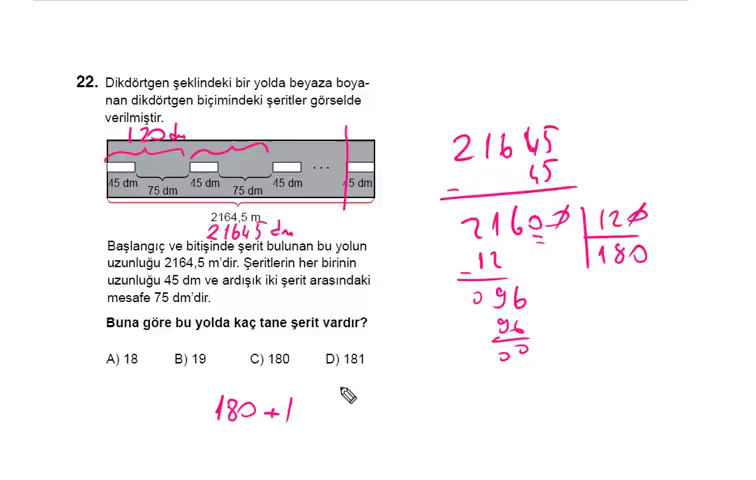 22. Dikdörtgen şeklindeki bir yolda beyaza boya-
nan dikdörtgen biçimindeki şeritler görselde
verilmiştir.
120 dm
45 dm 75 dm 45 dm 75 dm 45 dm ... 45 dm
2164,5 m
21645 dm
Başlangıç ve bitişinde şerit bulunan bu yolun
uzunluğu 2164,5 m'dir. Şeritlerin her birinin
uzunluğu 45 dm ve ardışık iki şerit arasındaki
mesafe 75 dm'dir.
Buna göre bu yolda kaç tane şerit vardır?
A) 18 B) 19 C) 180 D) 181
180 + 1
21645
- 45
21600 120
- 12 180
096
96
00